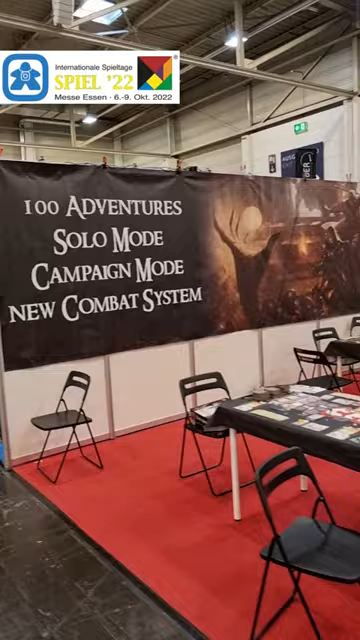 Internationale Spieltage
SPIEL '22
Messe Essen · 6.-9. Okt. 2022
100 ADVENTURES
SOLO MODE
CAMPAIGN MODE
NEW COMBAT SYSTEM